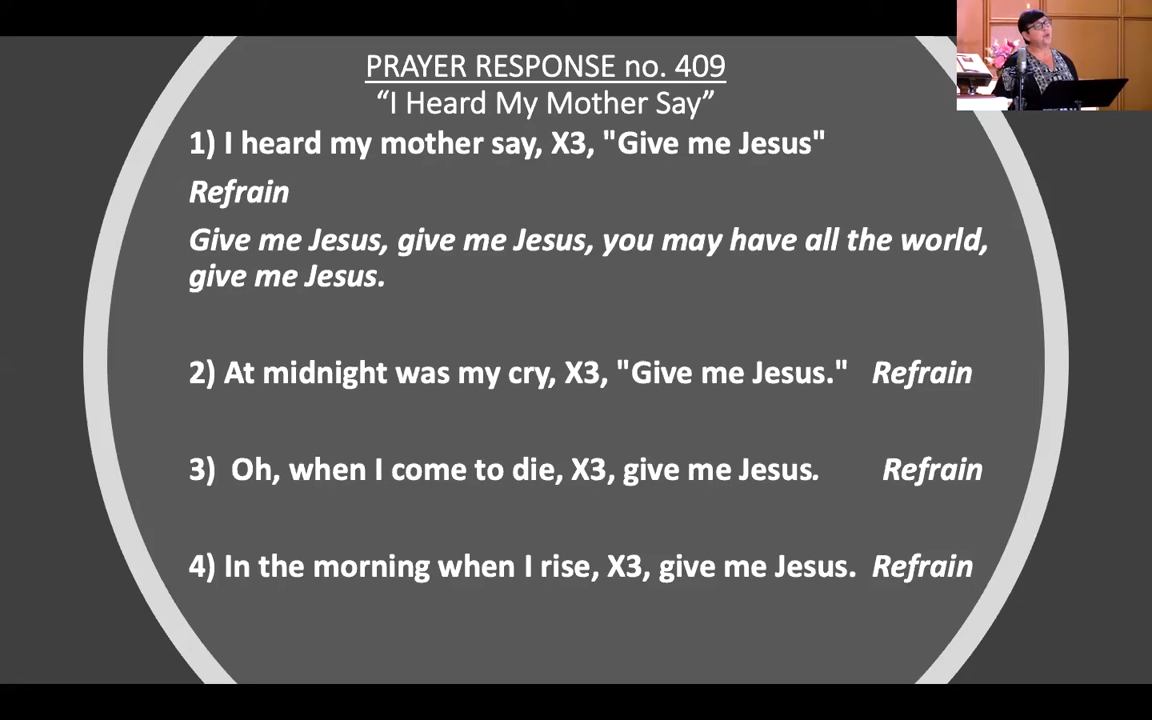 PRAYER RESPONSE no. 409
“I Heard My Mother Say”
1) I heard my mother say, X3, "Give me Jesus"
Refrain
Give me Jesus, give me Jesus, you may have all the world,
give me Jesus.
2) At midnight was my cry, X3, "Give me Jesus." Refrain
3) Oh, when I come to die, X3, give me Jesus. Refrain
4) In the morning when I rise, X3, give me Jesus. Refrain